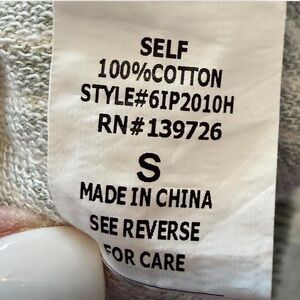 SELF
100%COTTON
STYLE#6IP2010H
RN#139726
S
MADE IN CHINA
SEE REVERSE
FOR CARE